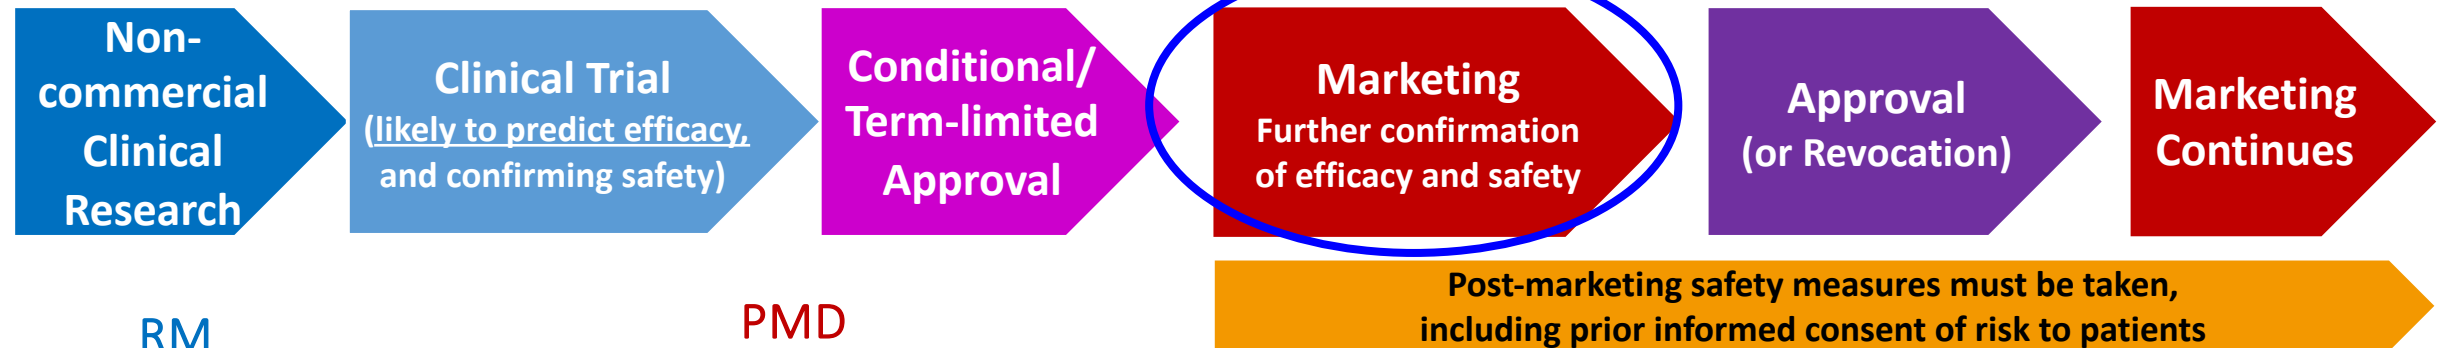 Non-
commercial
Clinical
Research
Clinical Trial
(likely to predict efficacy,
and confirming safety)
Conditional/
Term-limited
Approval
Marketing
Further confirmation
of efficacy and safety
Approval
(or Revocation)
Marketing
Continues
Post-marketing safety measures must be taken,
including prior informed consent of risk to patients
RM
PMD